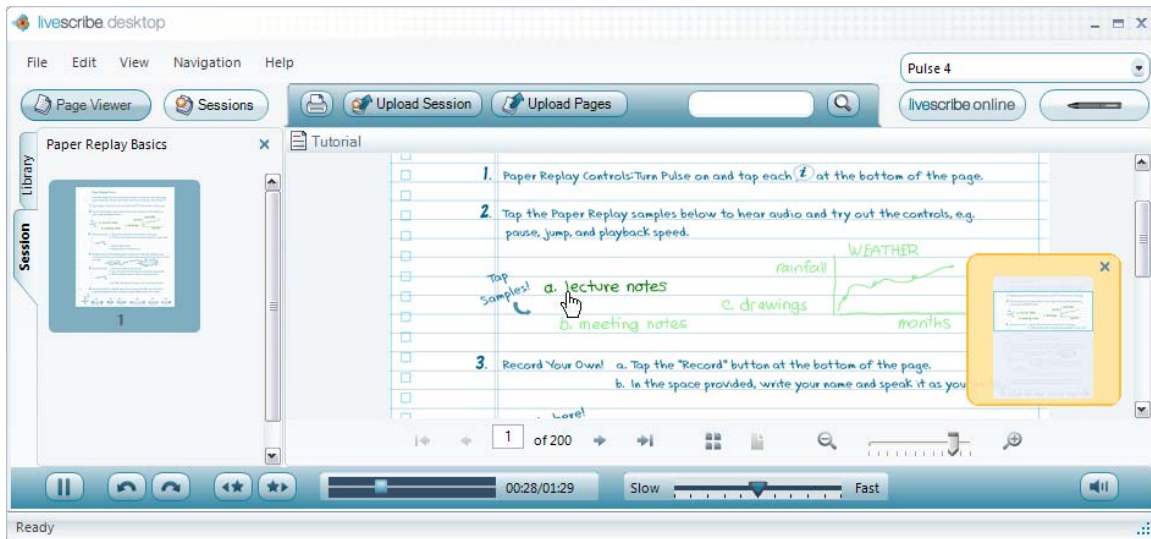 livescribe desktop
File Edit View Navigation Help
Pulse 4
Page Viewer Sessions Upload Session Upload Pages livescribe online
Library
Session
Paper Replay Basics
1
Tutorial
1. Paper Replay Controls: Turn Pulse on and tap each i at the bottom of the page.
2. Tap the Paper Replay samples below to hear audio and try out the controls, e.g.
pause, jump, and playback speed.
Tap
Samples!
a. lecture notes
b. meeting notes
c. drawings
WEATHER
rainfall
months
3. Record Your Own! a. Tap the "Record" button at the bottom of the page.
b. In the space provided, write your name and speak it as you
here!
1 of 200
00:28/01:29 Slow Fast
Ready